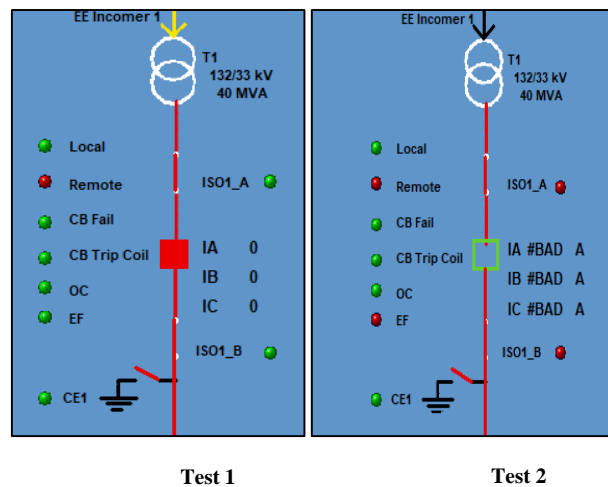 EE Incomer 1
T1
132/33 kV
40 MVA
Local
Remote
ISO1_A
CB Fail
CB Trip Coil
IA 0
IB 0
IC 0
OC
EF
ISO1_B
CE1
Test 1
EE Incomer 1
T1
132/33 kV
40 MVA
Local
Remote
ISO1_A
CB Fail
CB Trip Coil
IA #BAD A
IB #BAD A
IC #BAD A
OC
EF
ISO1_B
CE1
Test 2